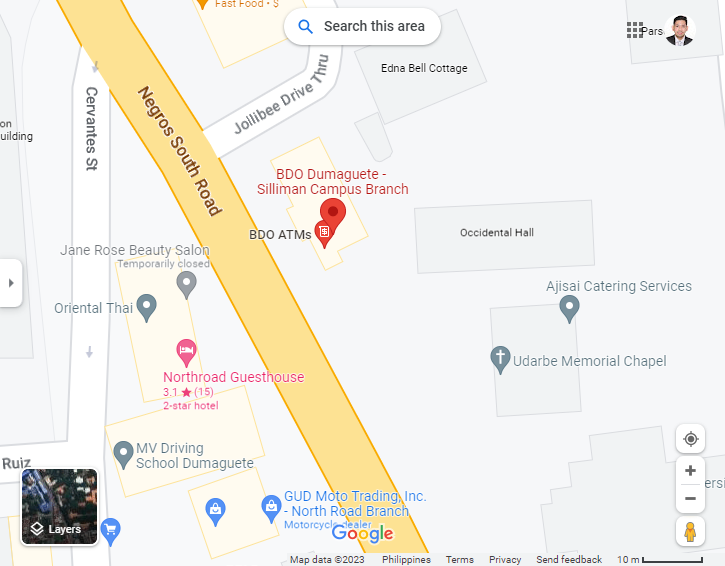 Fast Food • $
Search this area
Pars
Edna Bell Cottage
Jollibee Drive Thru
Cervantes St
Negros South Road
on
uilding
BDO Dumaguete -
Silliman Campus Branch
BDO ATMs
Occidental Hall
Jane Rose Beauty Salon
Temporarily closed
Ajisai Catering Services
Oriental Thai
Udarbe Memorial Chapel
Northroad Guesthouse
3.1 ★ (15)
2-star hotel
MV Driving
School Dumaguete
Ruiz
ersi
GUD Moto Trading, Inc.
- North Road Branch
Motorcycle dealer
Layers
Google
Map data ©2023 Philippines Terms Privacy Send feedback 10 m